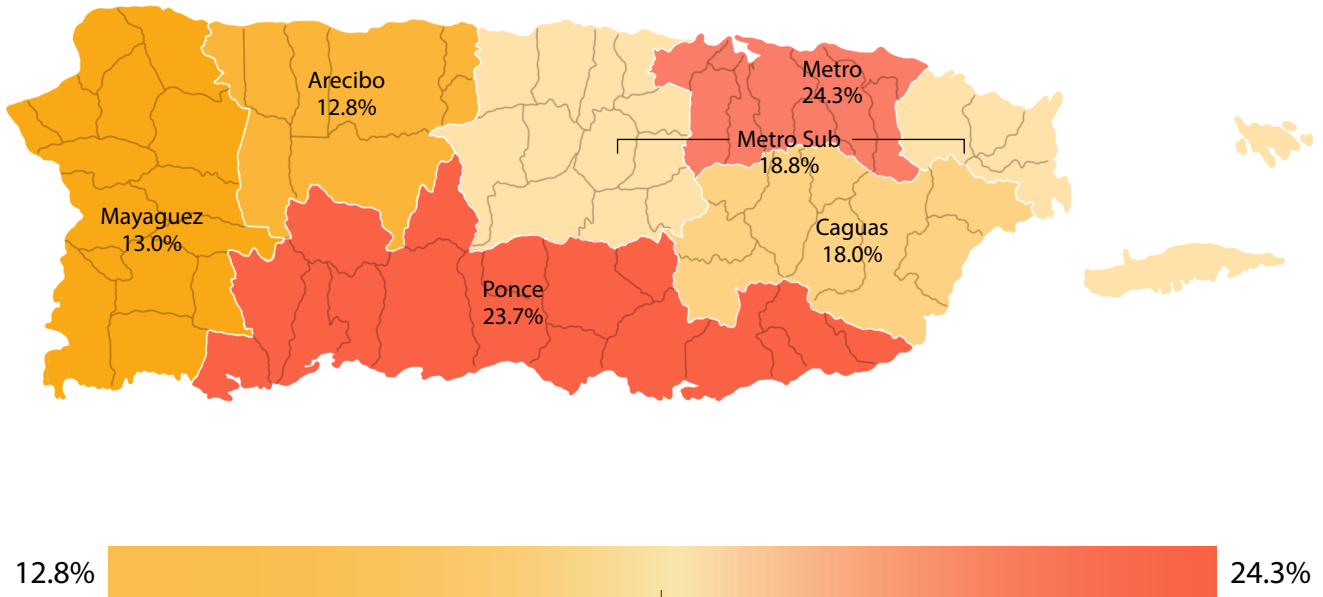 Arecibo
12.8%
Metro
24.3%
Metro Sub
18.8%
Mayaguez
13.0%
Caguas
18.0%
Ponce
23.7%
12.8%
24.3%